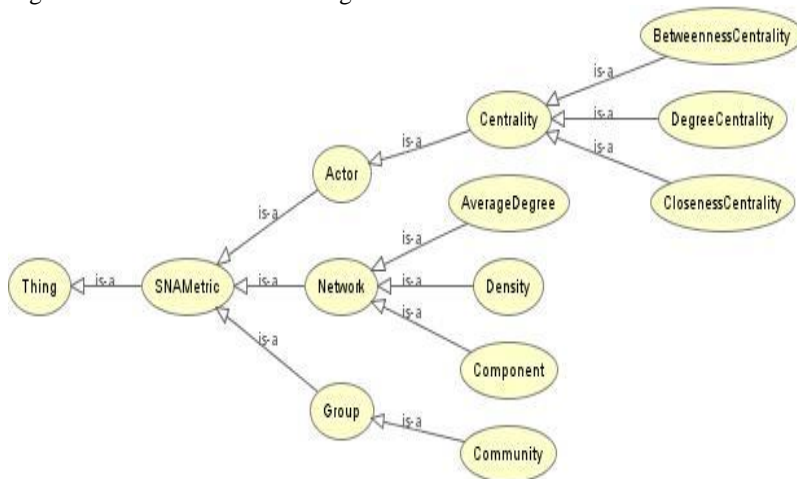 BetweennessCentrality
is-a
Centrality
is-a
DegreeCentrality
is-a
is-a
Actor
AverageDegree
ClosenessCentrality
is-a
is-a
Thing
is-a
SNAMetric
is-a
Network
is-a
Density
is-a
Component
is-a
Group
is-a
Community